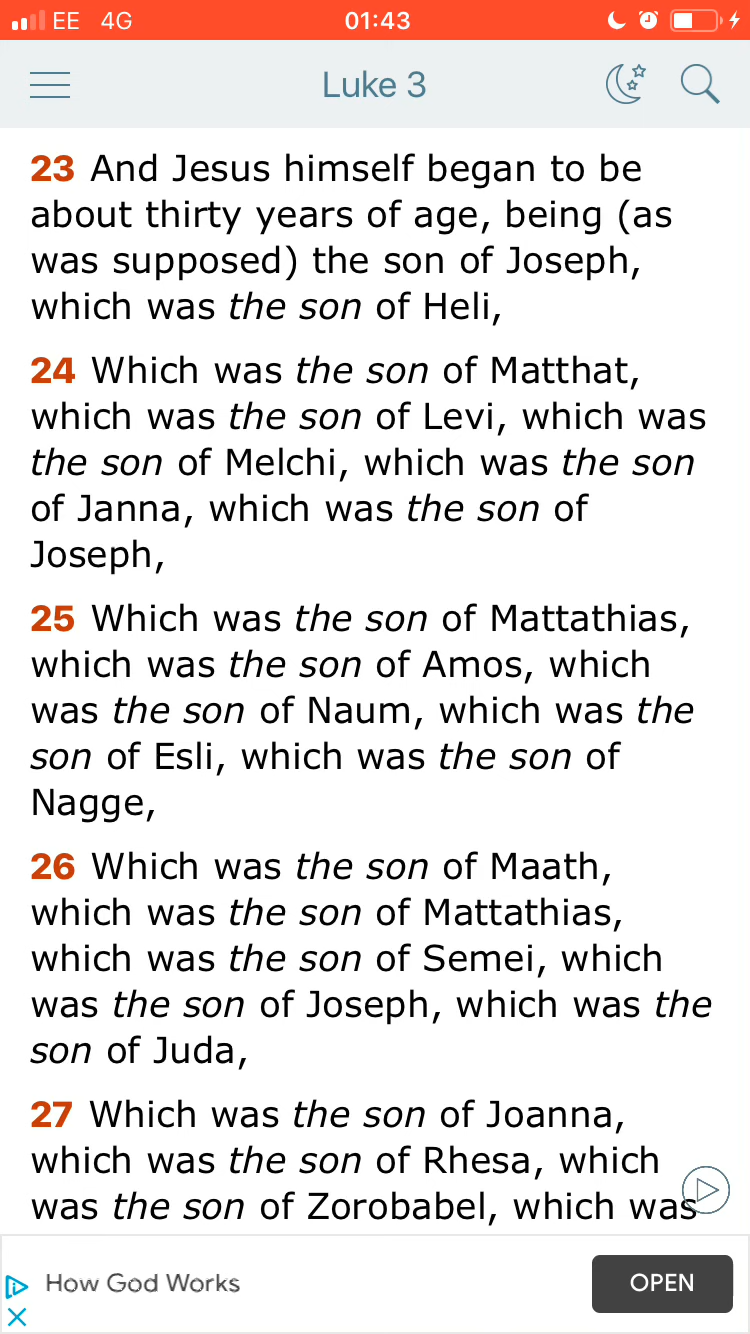 EE 4G 01:43
Luke 3
23 And Jesus himself began to be
about thirty years of age, being (as
was supposed) the son of Joseph,
which was the son of Heli,
24 Which was the son of Matthat,
which was the son of Levi, which was
the son of Melchi, which was the son
of Janna, which was the son of
Joseph,
25 Which was the son of Mattathias,
which was the son of Amos, which
was the son of Naum, which was the
son of Esli, which was the son of
Nagge,
26 Which was the son of Maath,
which was the son of Mattathias,
which was the son of Semei, which
was the son of Joseph, which was the
son of Juda,
27 Which was the son of Joanna,
which was the son of Rhesa, which
was the son of Zorobabel, which was
How God Works
OPEN